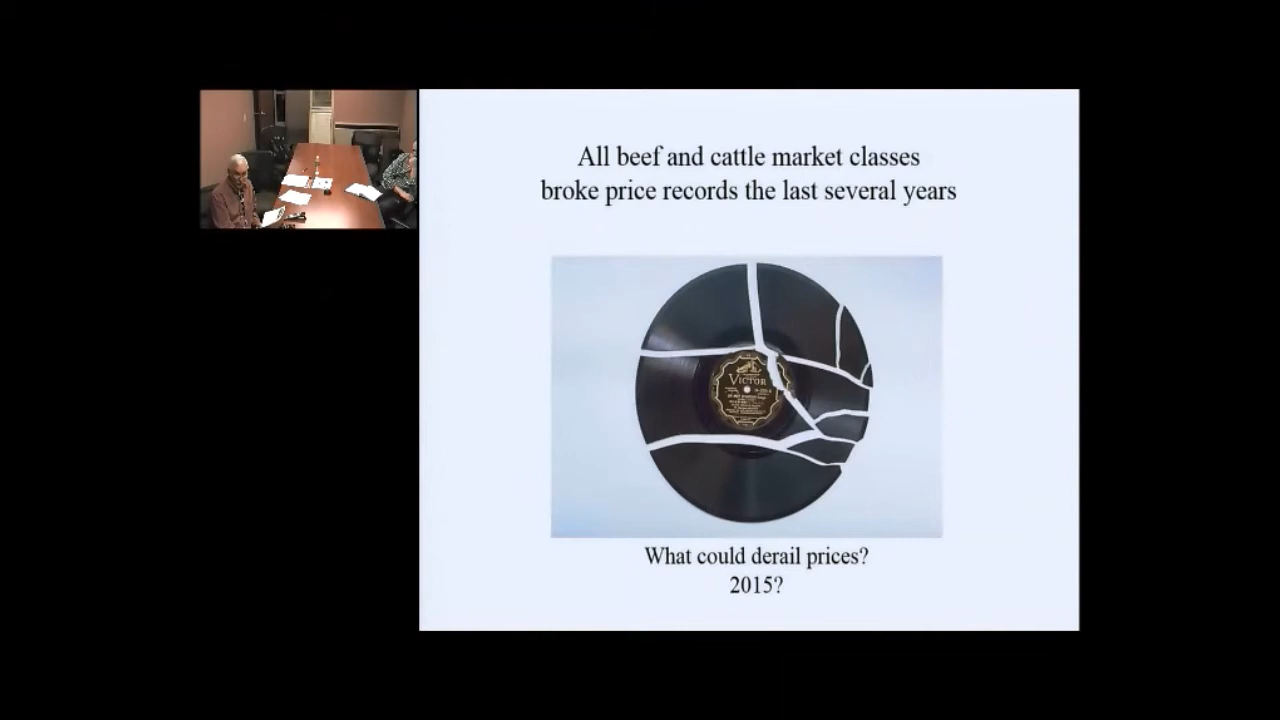 All beef and cattle market classes
broke price records the last several years
VICTOR
What could derail prices?
2015?